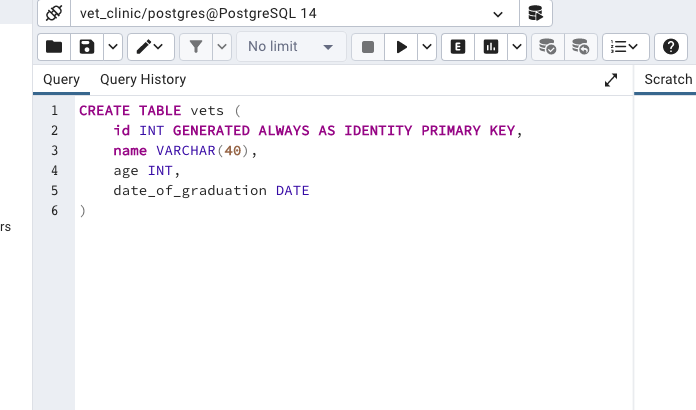 vet_clinic/postgres@PostgreSQL 14
No limit
E
?
Query
Query History
Scratch
1 CREATE TABLE vets (
2     id INT GENERATED ALWAYS AS IDENTITY PRIMARY KEY,
3     name VARCHAR(40),
4     age INT,
5     date_of_graduation DATE
6 )
rs